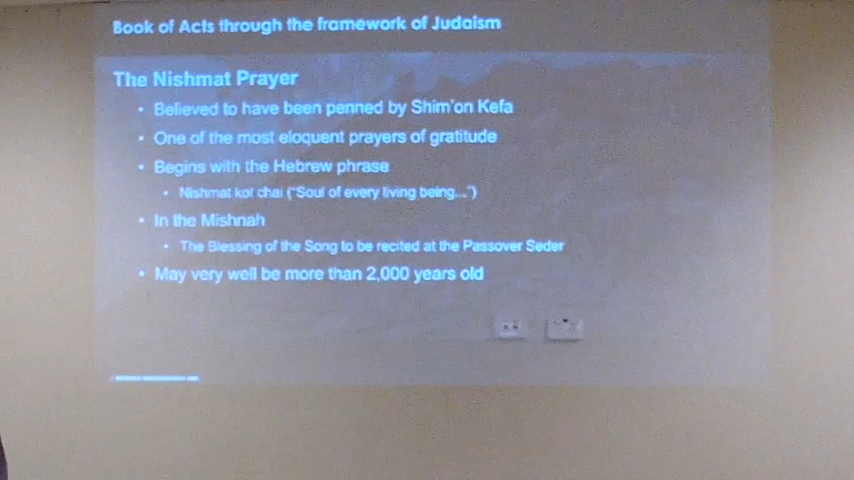 Book of Acts through the framework of Judaism
The Nishmat Prayer
• Believed to have been penned by Shim'on Kefa
• One of the most eloquent prayers of gratitude
• Begins with the Hebrew phrase
• Nishmat kol chai ("Soul of every living being...")
• In the Mishnah
• The Blessing of the Song to be recited at the Passover Seder
• May very well be more than 2,000 years old